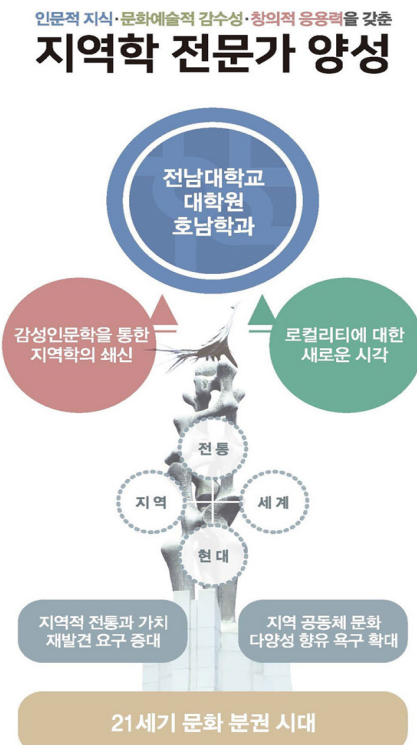 인문적 지식·문화예술적 감수성·창의적 응용력을 갖춘
지역학 전문가 양성
전남대학교
대학원
호남학과
감성인문학을 통한
지역학의 쇄신
로컬리티에 대한
새로운 시각
전통
지역
세계
현대
지역적 전통과 가치
재발견 요구 증대
지역 공동체 문화
다양성 향유 욕구 확대
21세기 문화 분권 시대